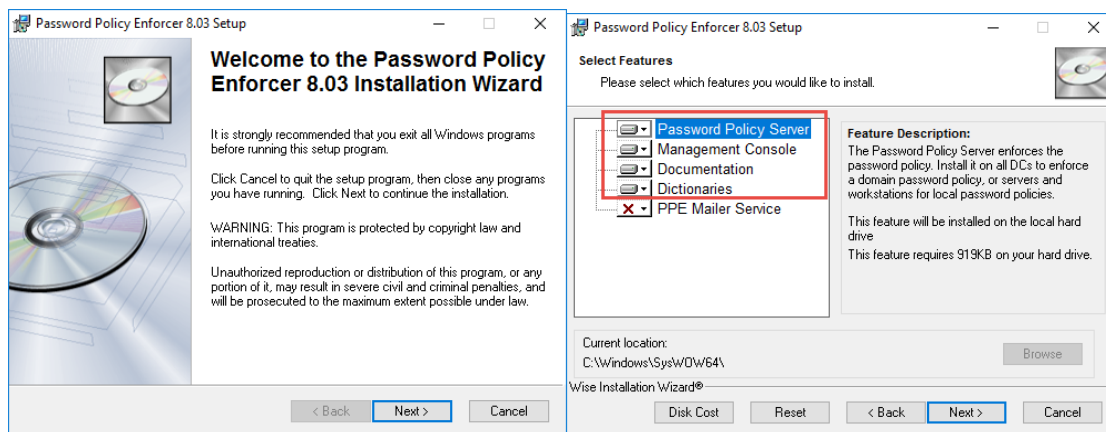 Password Policy Enforcer 8.03 Setup
Welcome to the Password Policy
Enforcer 8.03 Installation Wizard
It is strongly recommended that you exit all Windows programs
before running this setup program.
Click Cancel to quit the setup program, then close any programs
you have running. Click Next to continue the installation.
WARNING: This program is protected by copyright law and
international treaties.
Unauthorized reproduction or distribution of this program, or any
portion of it, may result in severe civil and criminal penalties, and
will be prosecuted to the maximum extent possible under law.
< Back
Next >
Cancel
Password Policy Enforcer 8.03 Setup
Select Features
Please select which features you would like to install.
Password Policy Server
Management Console
Documentation
Dictionaries
PPE Mailer Service
Feature Description:
The Password Policy Server enforces the
password policy. Install it on all DCs to enforce
a domain password policy, or servers and
workstations for local password policies.
This feature will be installed on the local hard
drive
This feature requires 919KB on your hard drive.
Current location:
C:\Windows\SysWOW64\
Browse
Wise Installation Wizard®
Disk Cost
Reset
< Back
Next >
Cancel